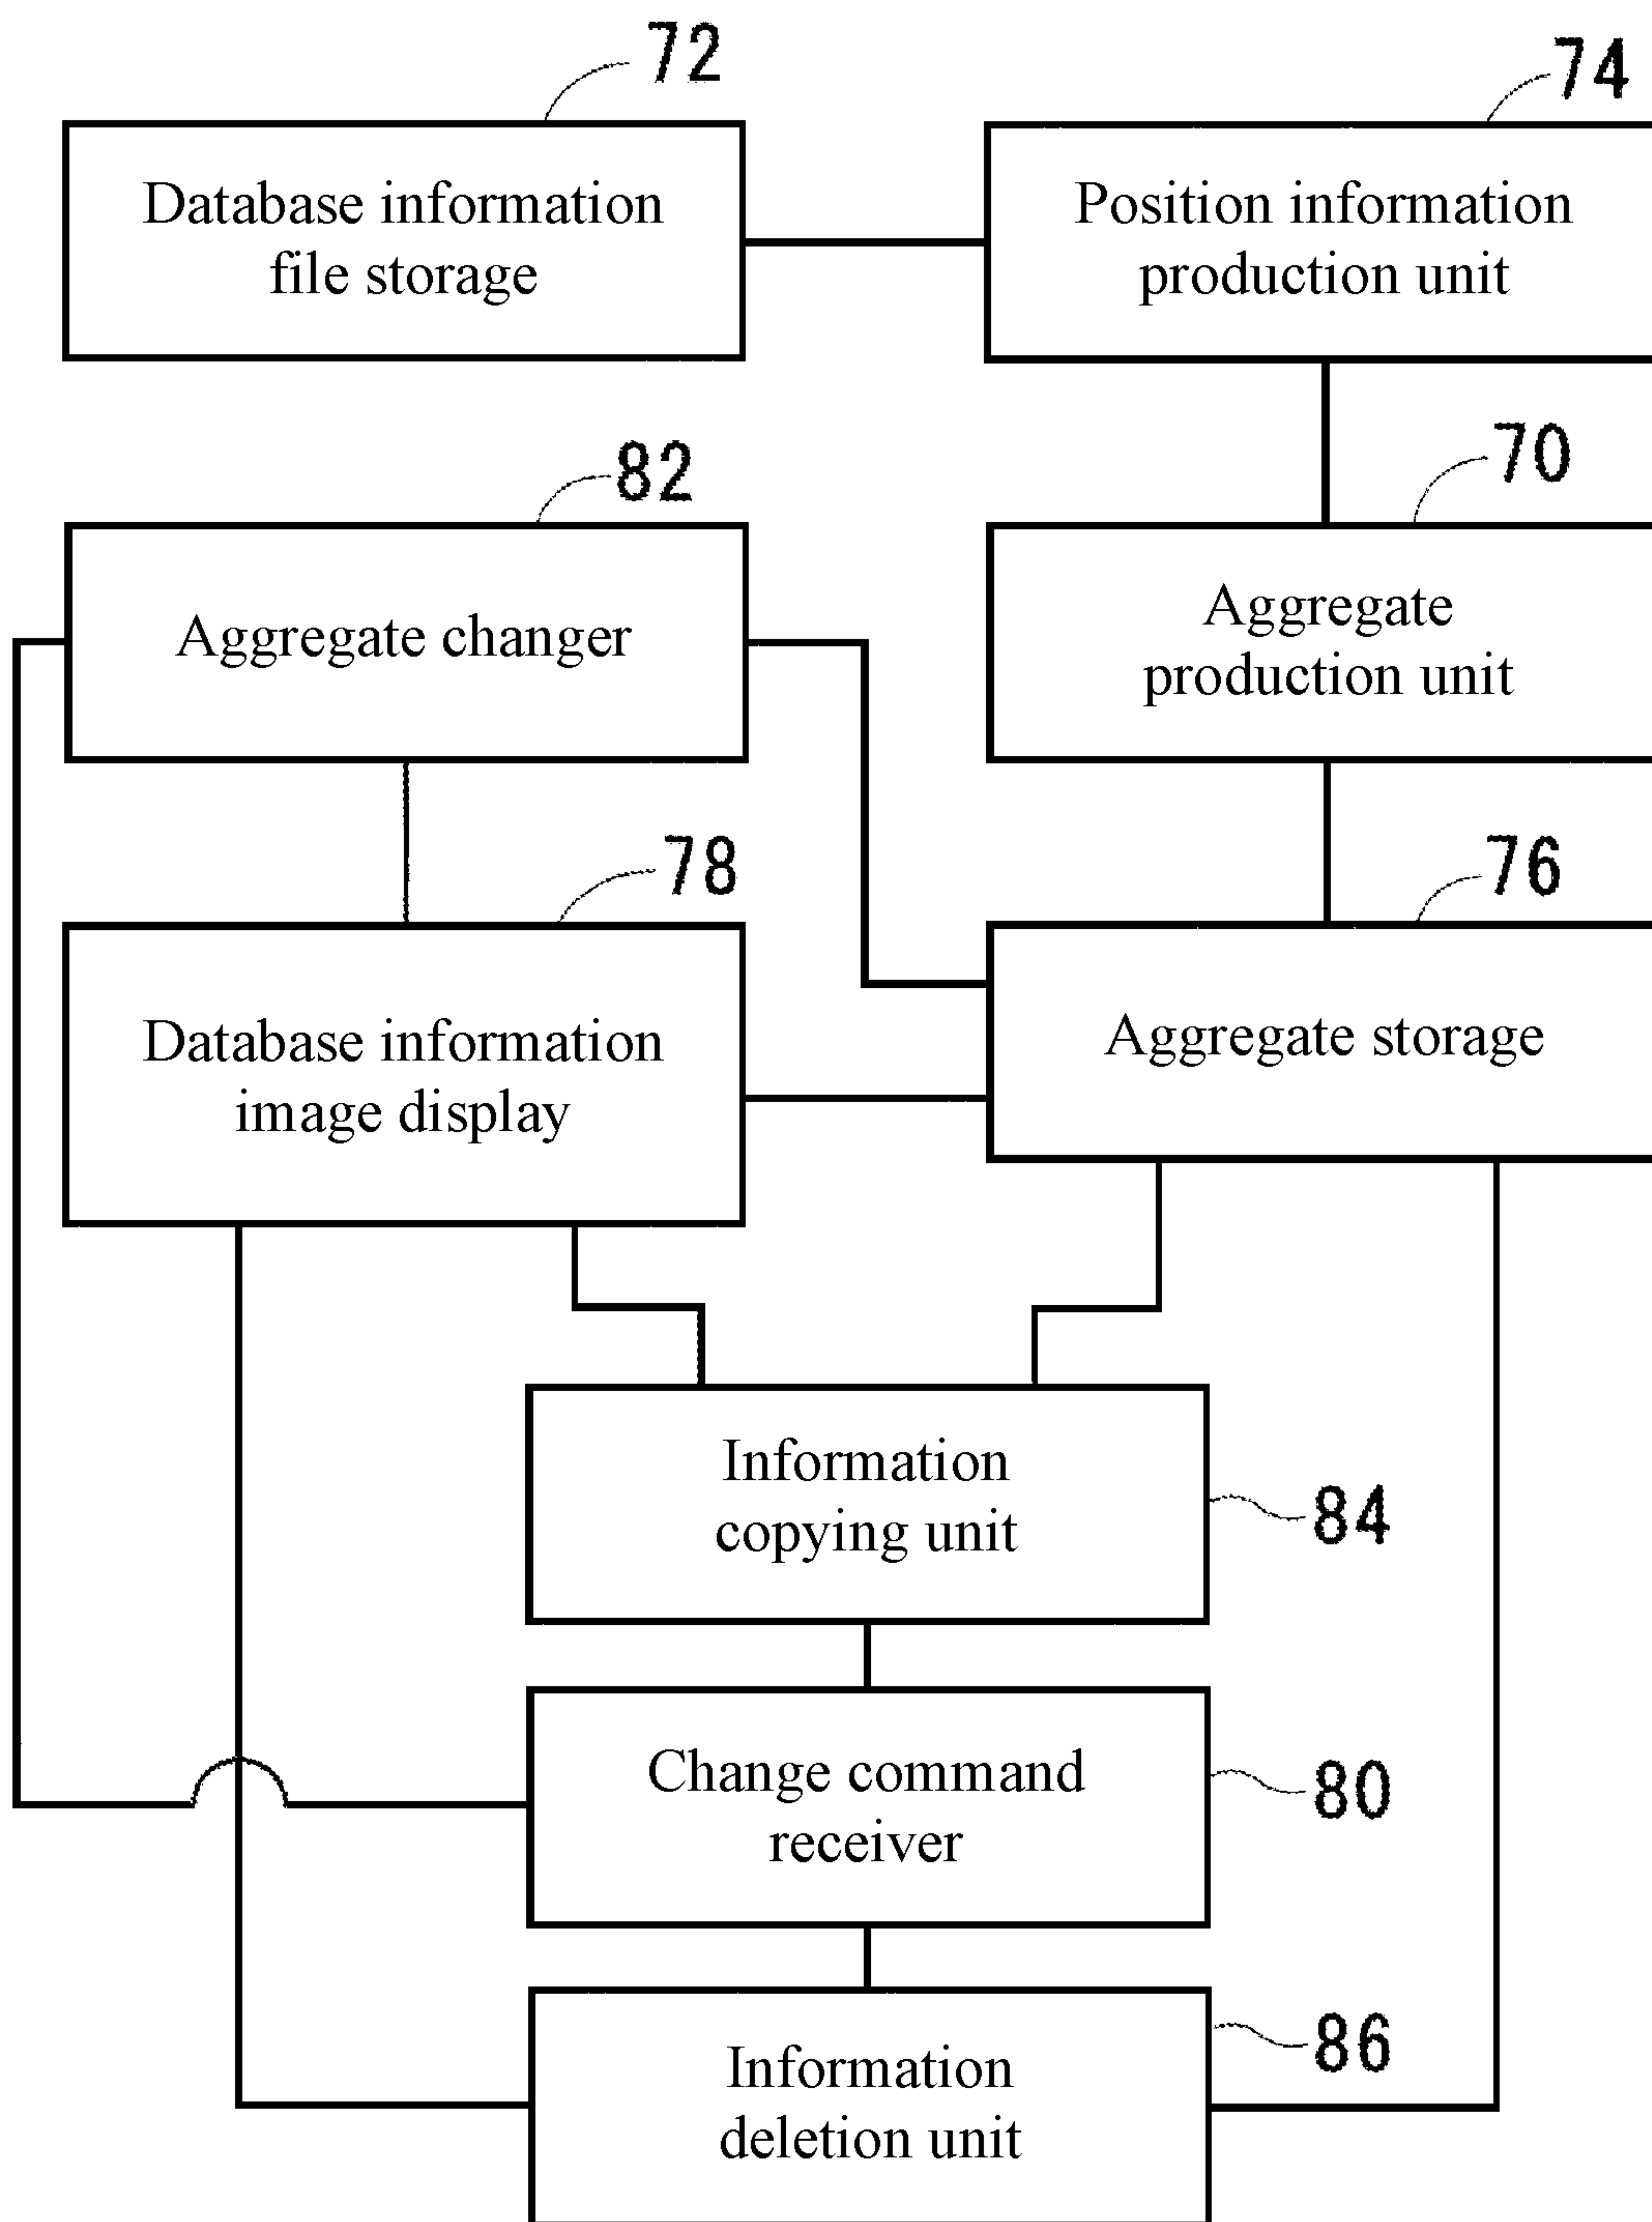 72
74
Database information
file storage
Position information
production unit
82
70
Aggregate changer
Aggregate
production unit
78
76
Database information
image display
Aggregate storage
Information
copying unit
84
Change command
receiver
80
Information
deletion unit
86